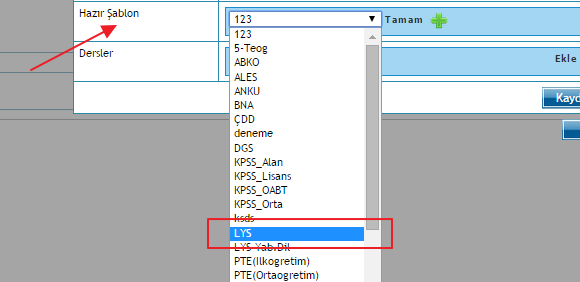 Hazır Şablon
123
Tamam
123
5-Teog
ABKO
ALES
ANKU
BNA
ÇDD
deneme
DGS
KPSS_Alan
KPSS_Lisans
KPSS_OABT
KPSS_Orta
ksds
LYS
LYS Yab.Dil
PTE(Ilkogretim)
PTE(Ortaogretim)
Dersler
Ekle
Kayd